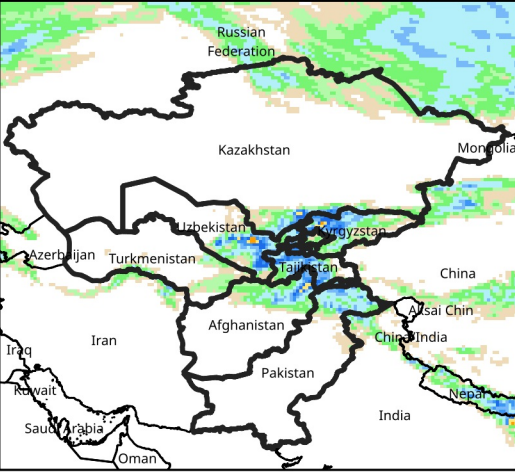 Russian
Federation
Kazakhstan
Mongolia
Uzbekistan
Kyrgyzstan
Azerbaijan
Turkmenistan
Tajikistan
China
Aksai Chin
Afghanistan
China/India
Iran
Iraq
Pakistan
Kuwait
Nepal
India
Saudi Arabia
Oman